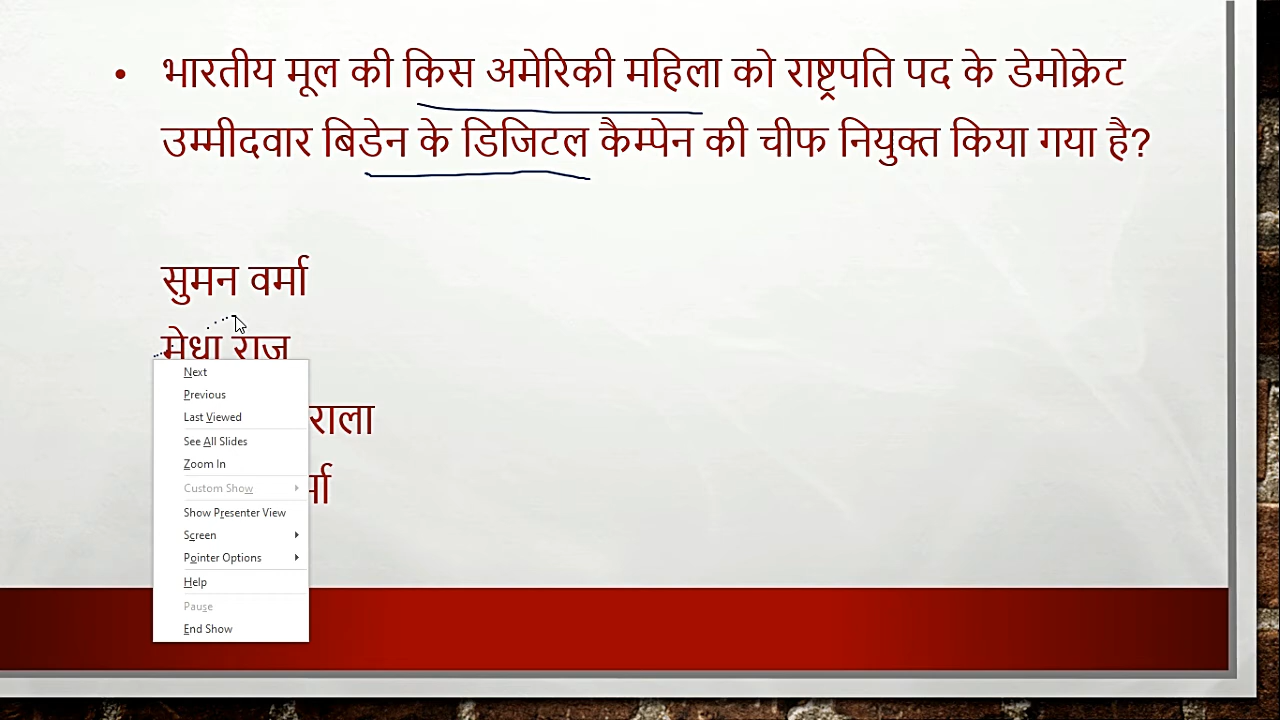 • भारतीय मूल की किस अमेरिकी महिला को राष्ट्रपति पद के डेमोक्रेट
उम्मीदवार बिडेन के डिजिटल कैम्पेन की चीफ नियुक्त किया गया है?
सुमन वर्मा
मेधा राज
Next
Previous
Last Viewed
See All Slides
Zoom In
Custom Show
Show Presenter View
Screen
Pointer Options
Help
Pause
End Show